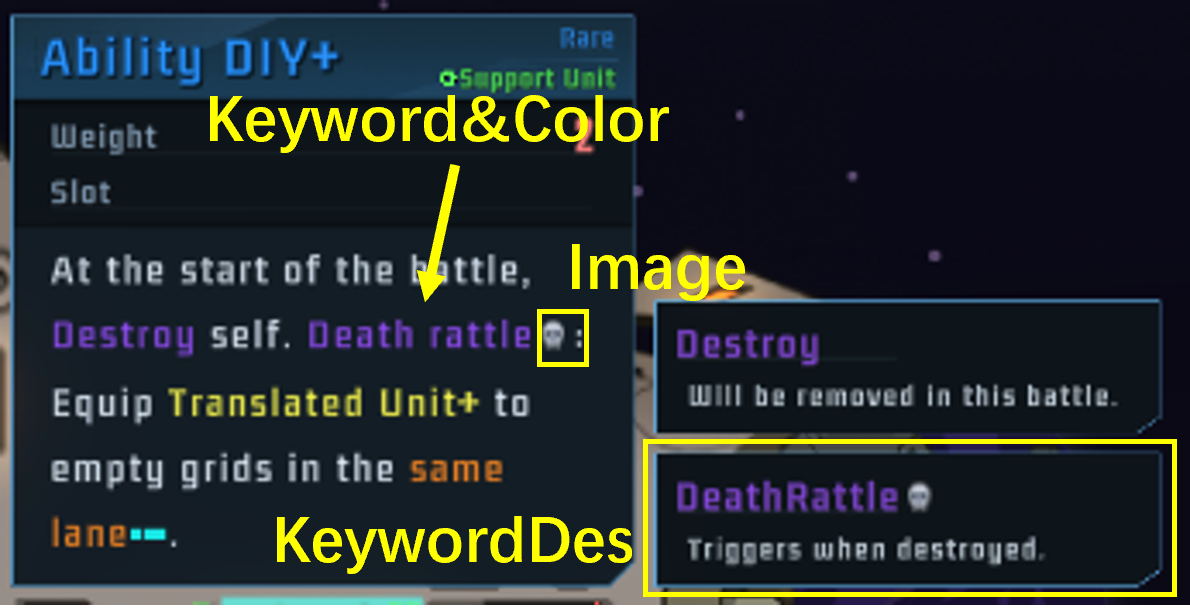 Ability DIY+
Rare
Support Unit
Keyword&Color
Weight
2
Slot
At the start of the battle,
Image
Destroy self. Death rattle :
Destroy
Equip Translated Unit+ to
Will be removed in this battle.
empty grids in the same
DeathRattle
lane .
KeywordDes
Triggers when destroyed.